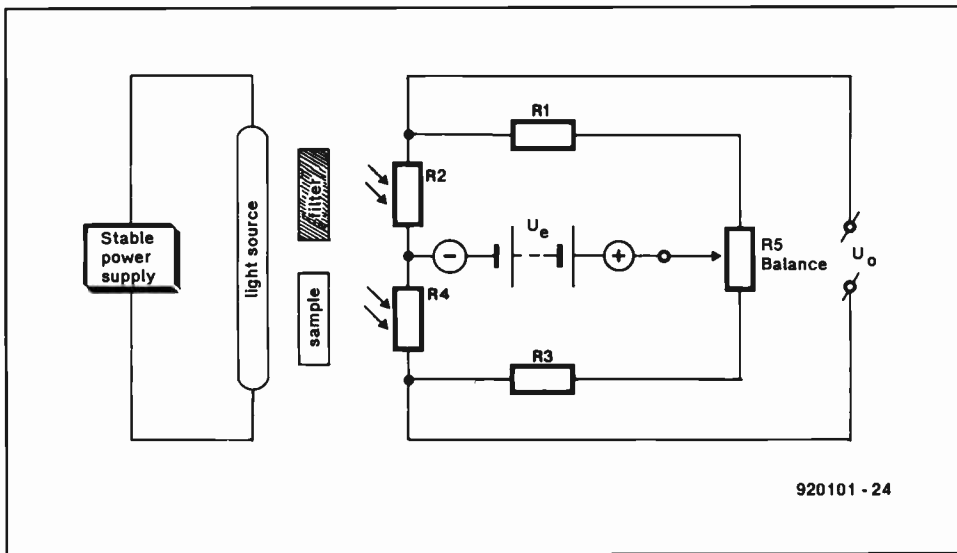 R1
R2
filter
Stable
power
supply
light source
Ue
−
+
R5
Balance
Uo
R4
sample
R3
920101 - 24